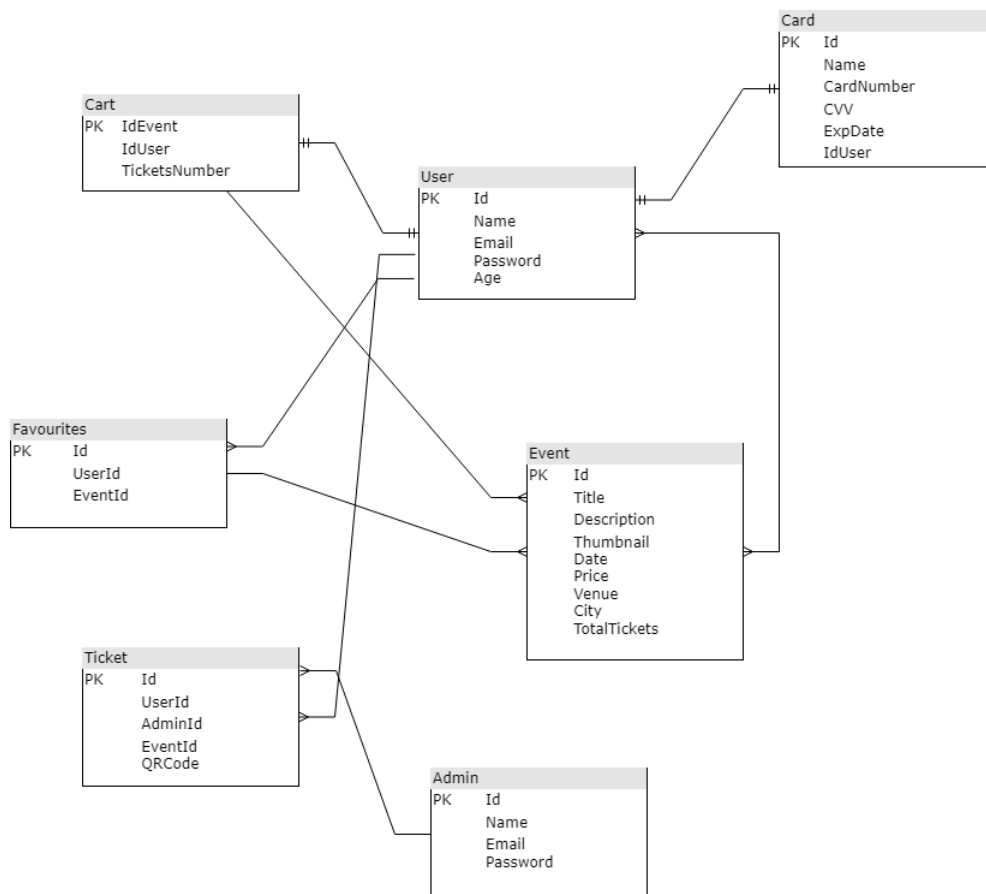 Card
PK Id
Name
CardNumber
CVV
ExpDate
IdUser
Cart
PK IdEvent
IdUser
TicketsNumber
User
PK Id
Name
Email
Password
Age
Favourites
PK Id
UserId
EventId
Event
PK Id
Title
Description
Thumbnail
Date
Price
Venue
City
TotalTickets
Ticket
PK Id
UserId
AdminId
EventId
QRCode
Admin
PK Id
Name
Email
Password